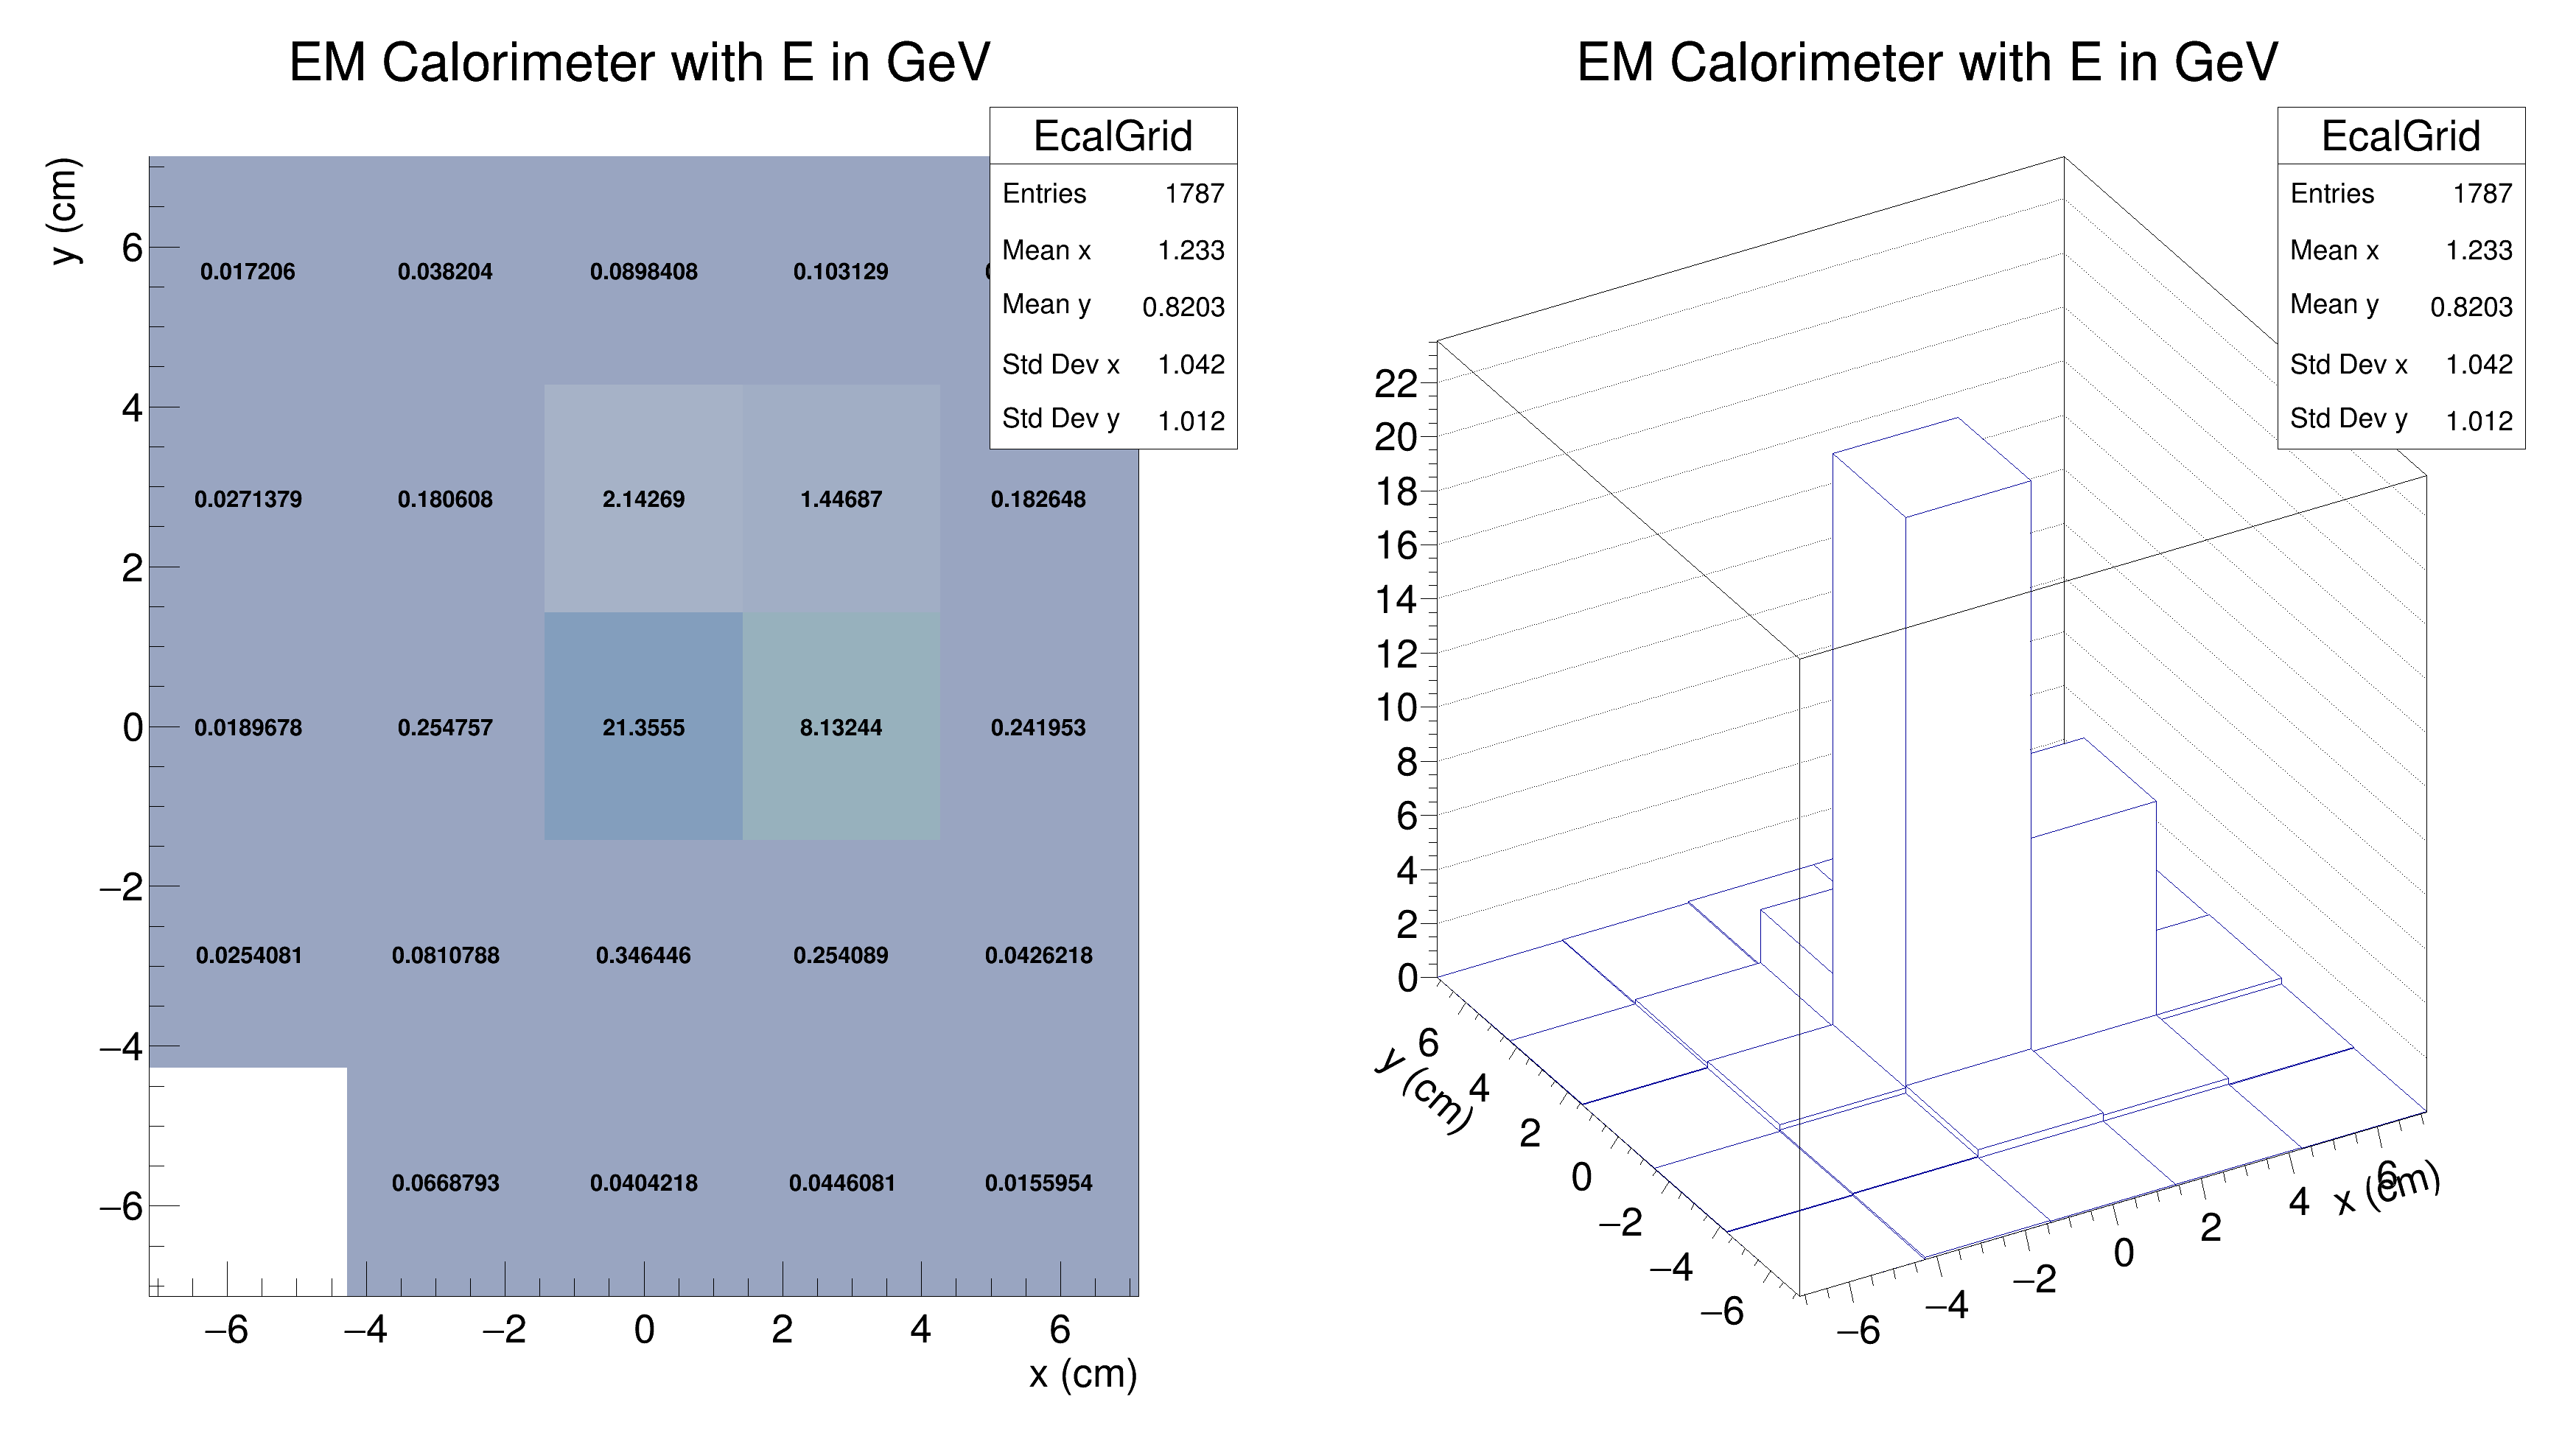 EM Calorimeter with E in GeV
EcalGrid
Entries 1787
Mean x 1.233
Mean y 0.8203
Std Dev x 1.042
Std Dev y 1.012
y (cm)
6
4
2
0
−2
−4
−6
0.017206 0.038204 0.0898408 0.103129
0.0271379 0.180608 2.14269 1.44687 0.182648
0.0189678 0.254757 21.3555 8.13244 0.241953
0.0254081 0.0810788 0.346446 0.254089 0.0426218
0.0668793 0.0404218 0.0446081 0.0155954
−6 −4 −2 0 2 4 6
x (cm)
EM Calorimeter with E in GeV
EcalGrid
Entries 1787
Mean x 1.233
Mean y 0.8203
Std Dev x 1.042
Std Dev y 1.012
22
20
18
16
14
12
10
8
6
4
2
0
y (cm)
6
4
2
0
−2
−4
−6
−6 −4 −2 0 2 4 6
x (cm)